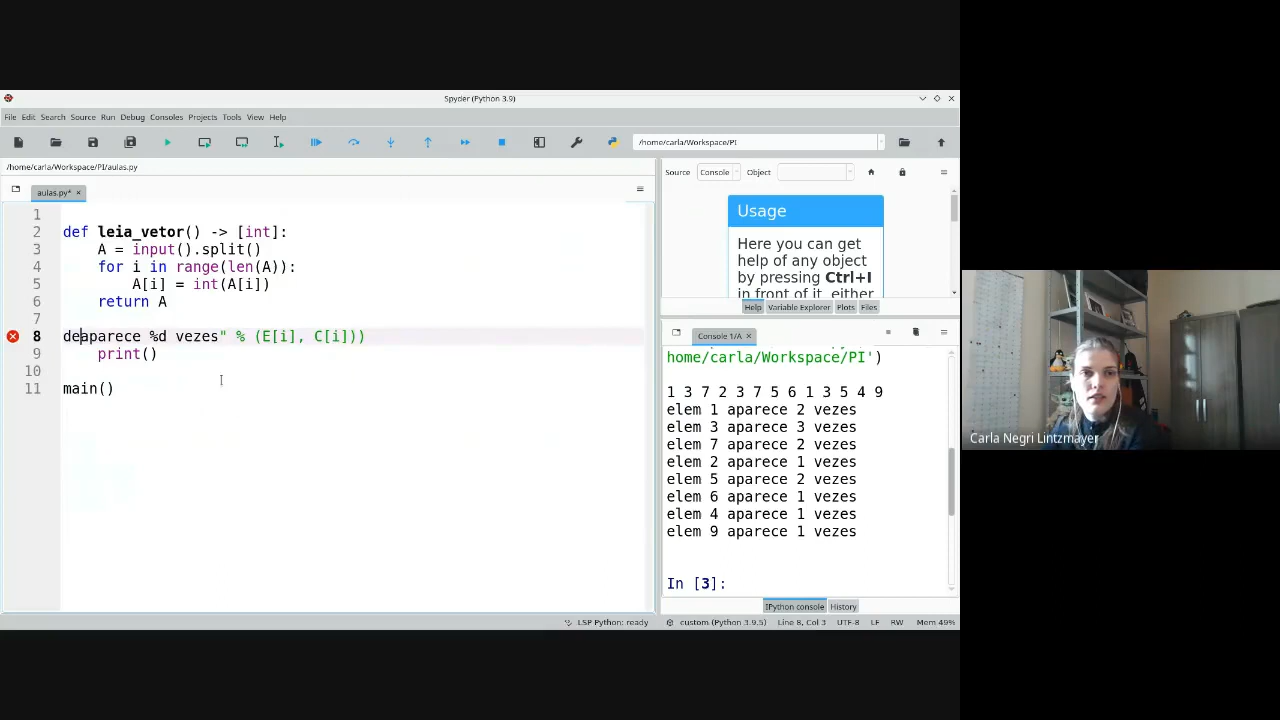 Spyder (Python 3.9)
File Edit Search Source Run Debug Consoles Projects Tools View Help
/home/carla/Workspace/PI
/home/carla/Workspace/PI/aulas.py
aulas.py*
1
2 def leia_vetor() -> [int]:
3 A = input().split()
4 for i in range(len(A)):
5 A[i] = int(A[i])
6 return A
7
8 deaparece %d vezes" % (E[i], C[i]))
9 print()
10
11 main()
Source Console Object
Usage
Here you can get
help of any object
by pressing Ctrl+I
in front of it, either
Help Variable Explorer Plots Files
Console 1/A
home/carla/Workspace/PI')
1 3 7 2 3 7 5 6 1 3 5 4 9
elem 1 aparece 2 vezes
elem 3 aparece 3 vezes
elem 7 aparece 2 vezes
elem 2 aparece 1 vezes
elem 5 aparece 2 vezes
elem 6 aparece 1 vezes
elem 4 aparece 1 vezes
elem 9 aparece 1 vezes
In [3]:
IPython console History
LSP Python: ready custom (Python 3.9.5) Line 8, Col 3 UTF-8 LF RW Mem 49%
Carla Negri Lintzmayer